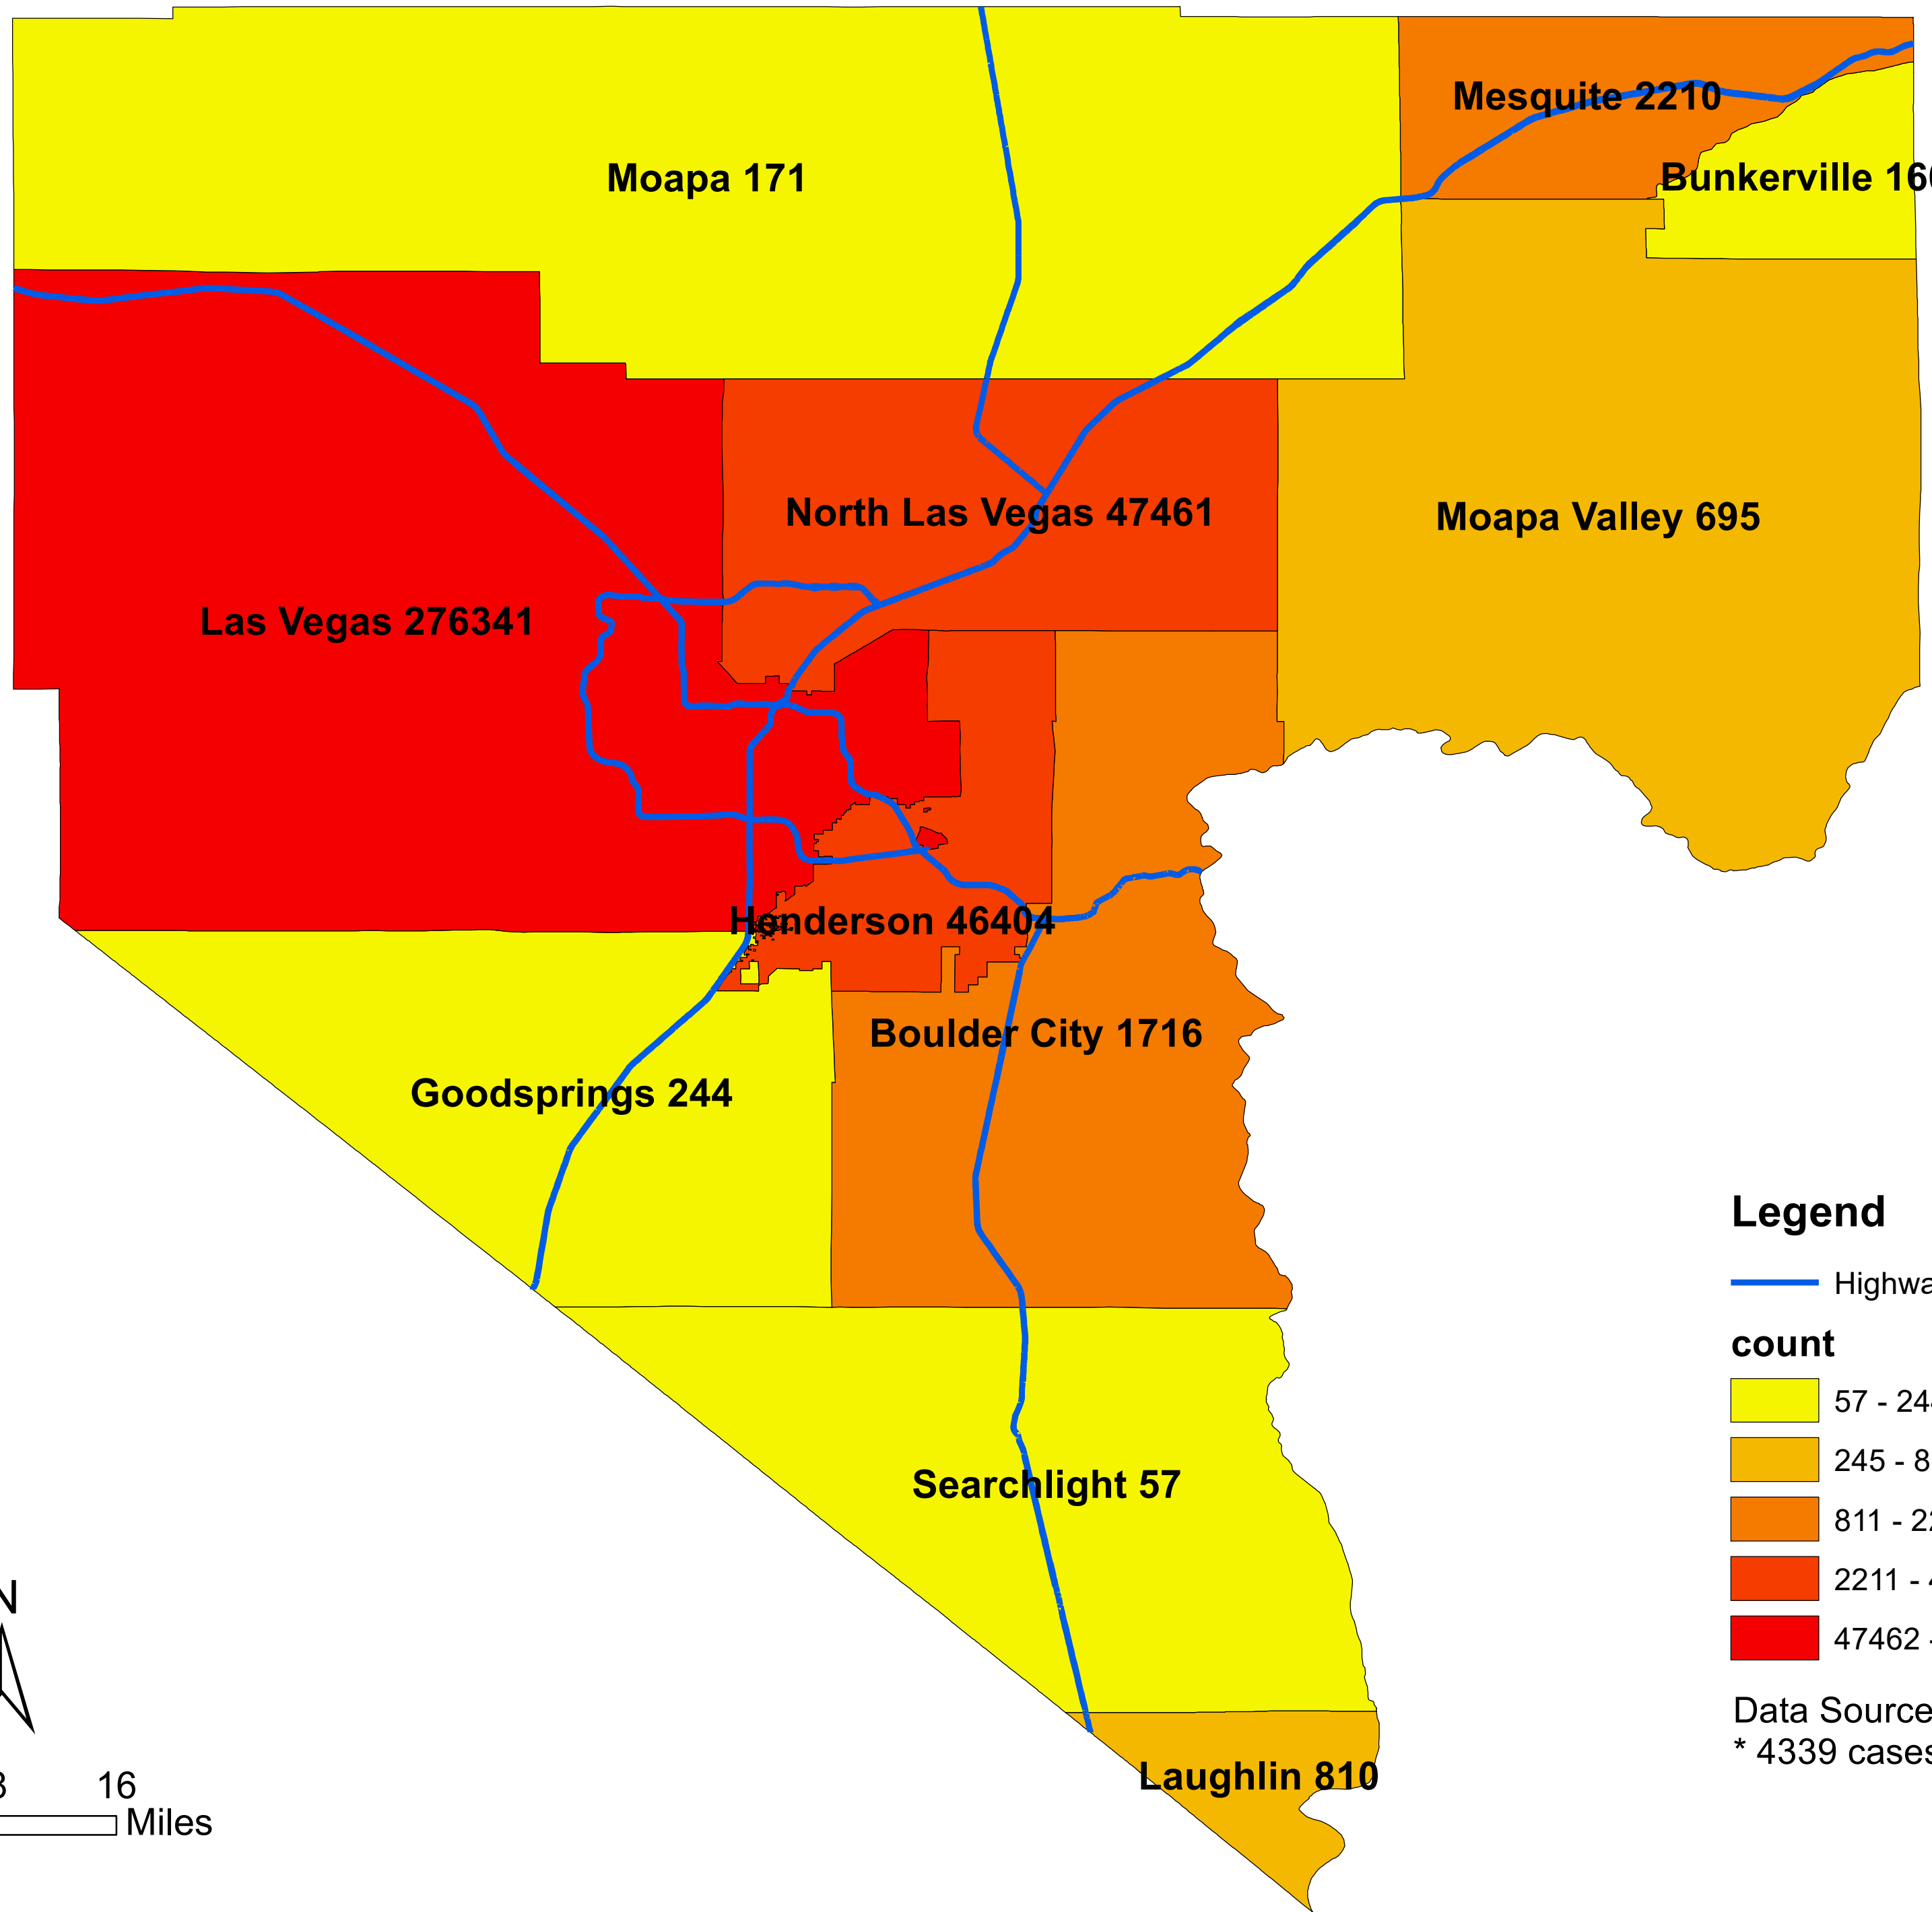 Mesquite 2210
Moapa 171
Bunkerville 16
North Las Vegas 47461
Moapa Valley 695
Las Vegas 276341
Henderson 46404
Boulder City 1716
Goodsprings 244
Legend
Highwa
count
57 - 24
245 - 8
Searchlight 57
811 - 2
2211 - 4
N
47462 -
Data Source
* 4339 cases
Laughlin 810
16
Miles